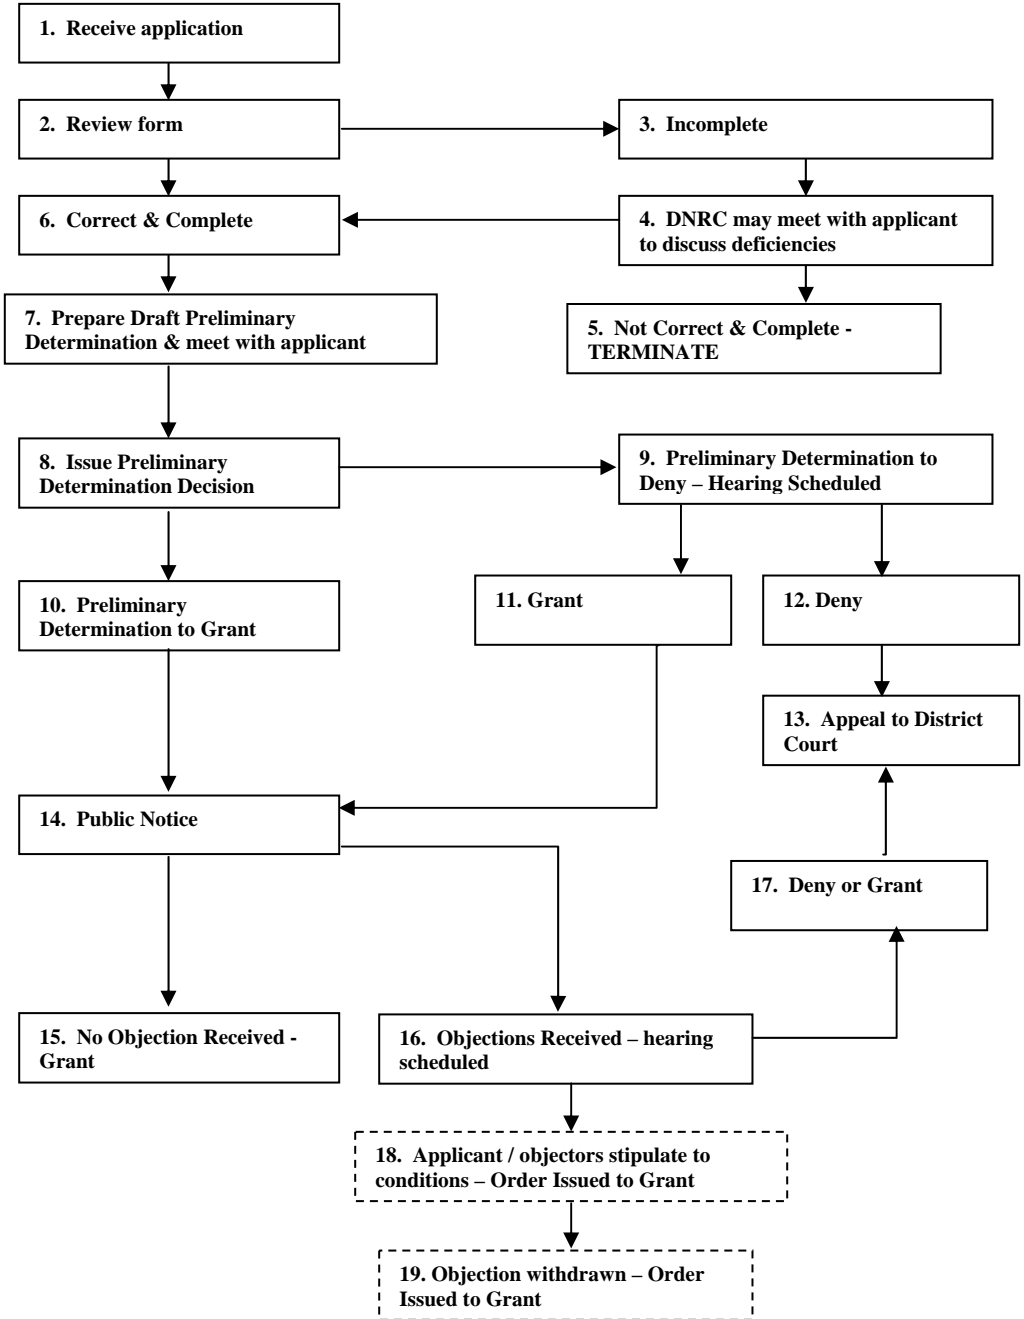 1. Receive application
2. Review form
3. Incomplete
6. Correct & Complete
4. DNRC may meet with applicant
to discuss deficiencies
7. Prepare Draft Preliminary
Determination & meet with applicant
5. Not Correct & Complete -
TERMINATE
8. Issue Preliminary
Determination Decision
9. Preliminary Determination to
Deny – Hearing Scheduled
10. Preliminary
Determination to Grant
11. Grant
12. Deny
13. Appeal to District
Court
14. Public Notice
17. Deny or Grant
15. No Objection Received -
Grant
16. Objections Received – hearing
scheduled
18. Applicant / objectors stipulate to
conditions – Order Issued to Grant
19. Objection withdrawn – Order
Issued to Grant